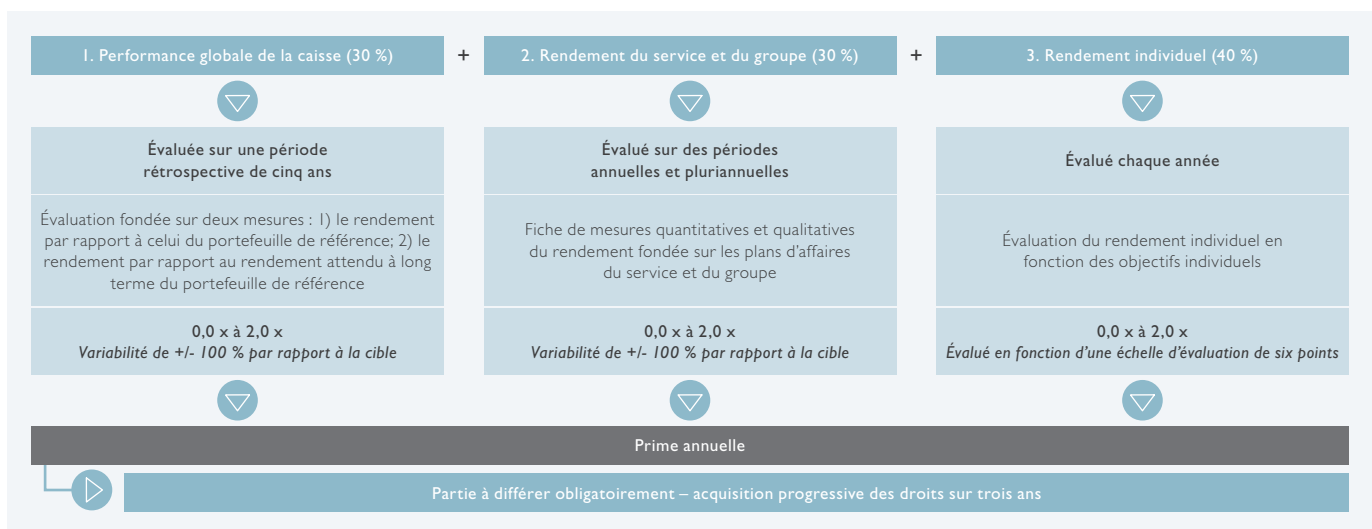 1. Performance globale de la caisse (30 %)
+
2. Rendement du service et du groupe (30 %)
+
3. Rendement individuel (40 %)
Évaluée sur une période
rétrospective de cinq ans
Évaluation fondée sur deux mesures : 1) le rendement
par rapport à celui du portefeuille de référence; 2) le
rendement par rapport au rendement attendu à long
terme du portefeuille de référence
0,0 x à 2,0 x
Variabilité de +/- 100 % par rapport à la cible
Évalué sur des périodes
annuelles et pluriannuelles
Fiche de mesures quantitatives et qualitatives
du rendement fondée sur les plans d’affaires
du service et du groupe
0,0 x à 2,0 x
Variabilité de +/- 100 % par rapport à la cible
Évalué chaque année
Évaluation du rendement individuel en
fonction des objectifs individuels
0,0 x à 2,0 x
Évalué en fonction d’une échelle d’évaluation de six points
Prime annuelle
Partie à différer obligatoirement – acquisition progressive des droits sur trois ans